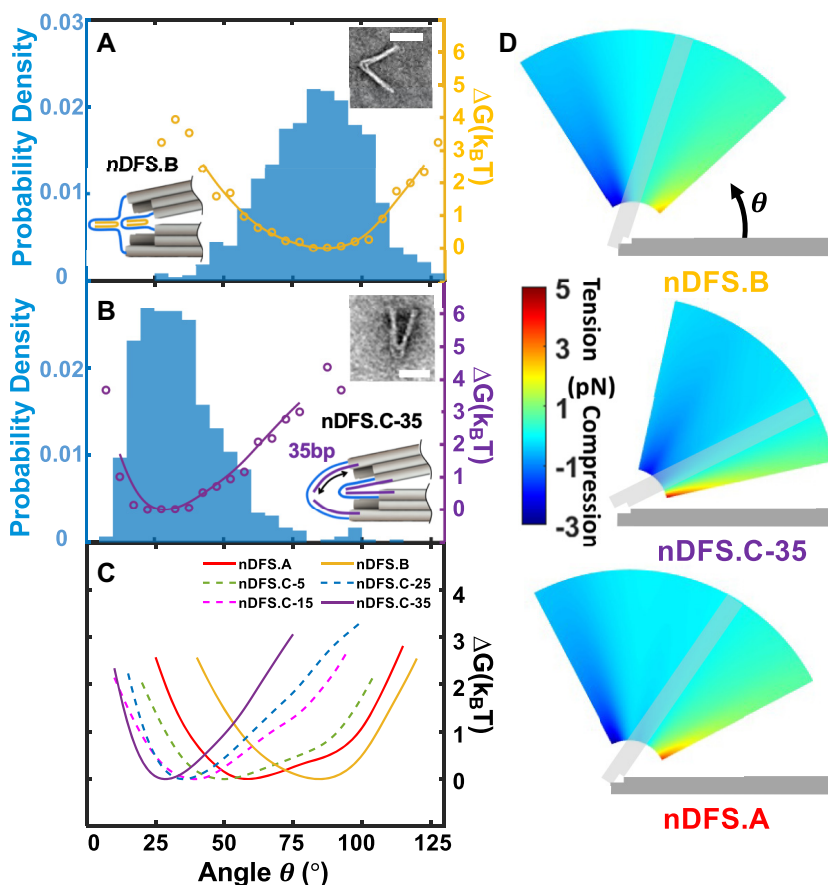 A
Probability Density
0.03
0.02
0.01
0
nDFS.B
6
5
4
3
2
1
0
ΔG(kBT)
B
Probability Density
0.02
0.01
0
35bp
nDFS.C-35
6
5
4
3
2
1
0
ΔG(kBT)
C
nDFS.A
nDFS.B
nDFS.C-5
nDFS.C-25
nDFS.C-15
nDFS.C-35
4
3
2
1
0
ΔG(kBT)
0 25 50 75 100 125
Angle θ (°)
D
θ
nDFS.B
5
3
1
-1
-3
Tension
(pN)
Compression
nDFS.C-35
nDFS.A